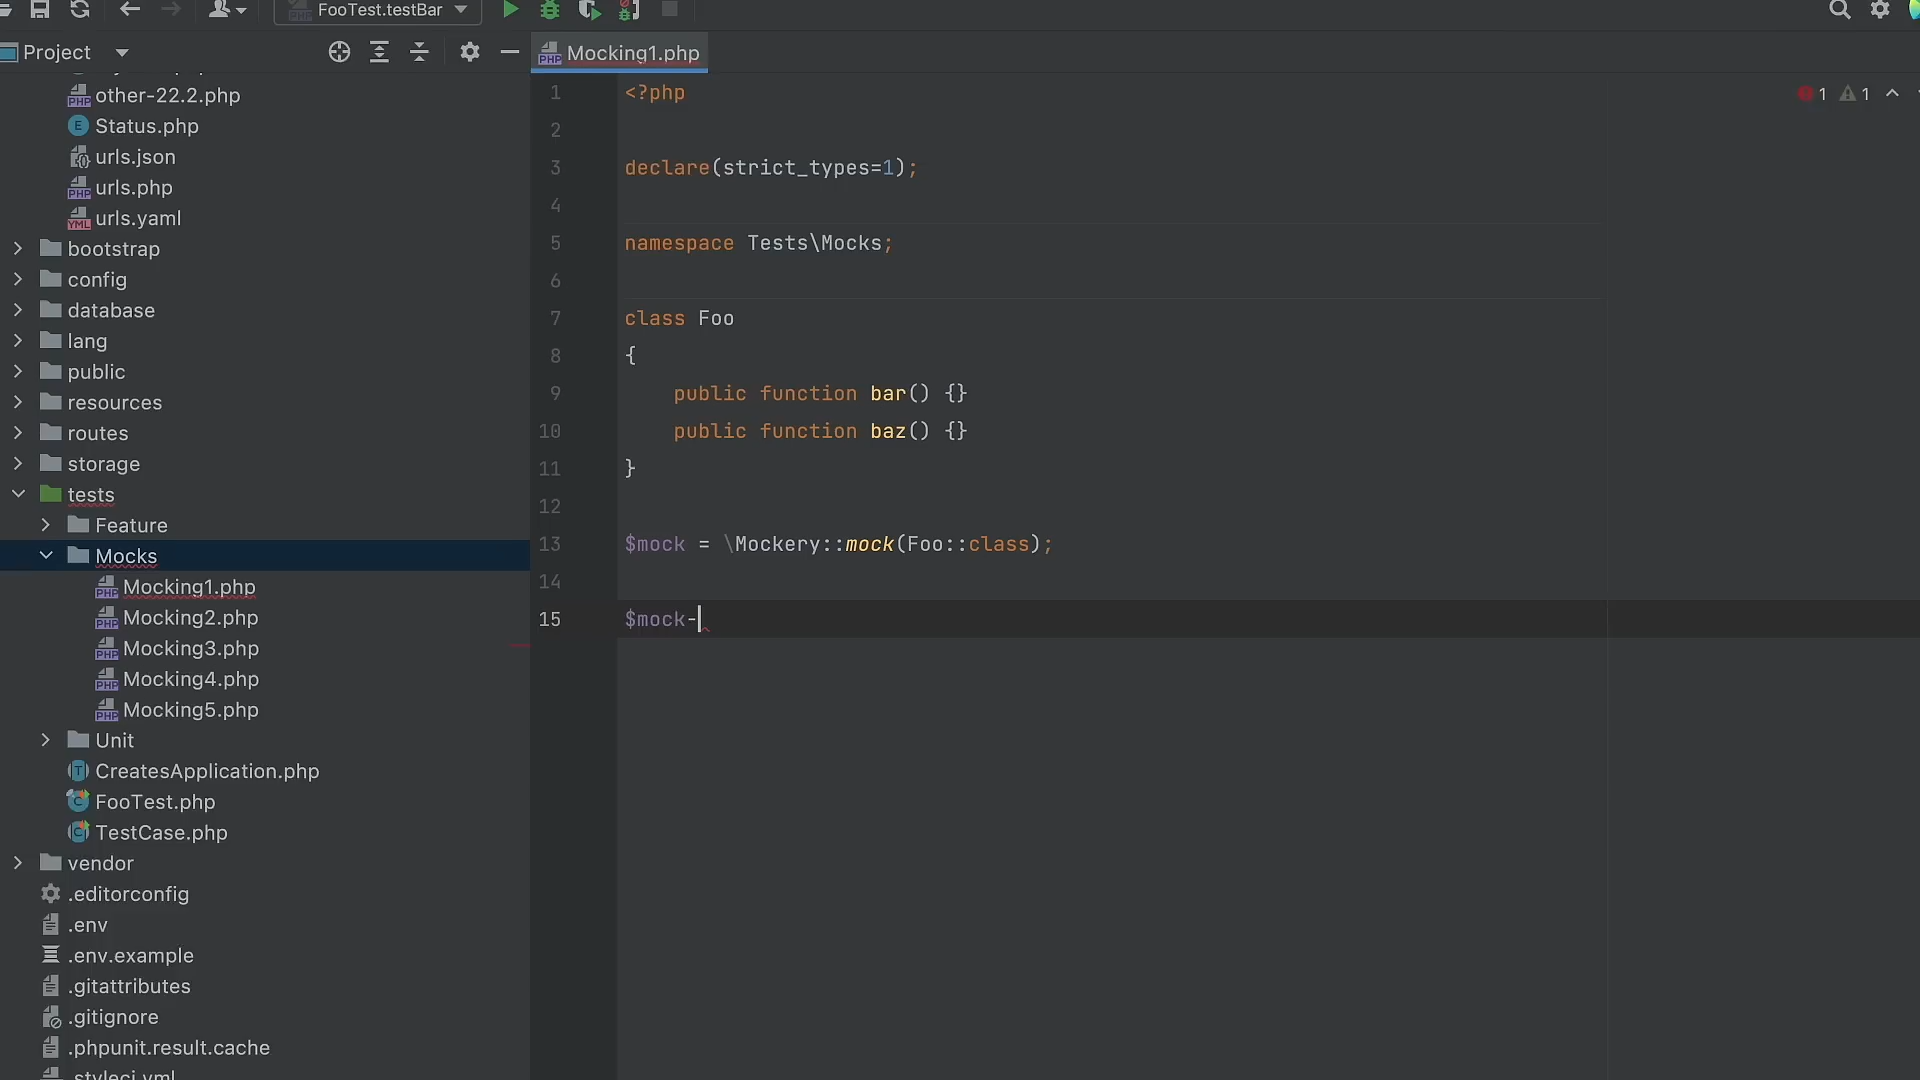 FooTest.testBar
Project
Mocking1.php
other-22.2.php
Status.php
urls.json
urls.php
urls.yaml
bootstrap
config
database
lang
public
resources
routes
storage
tests
Feature
Mocks
Mocking1.php
Mocking2.php
Mocking3.php
Mocking4.php
Mocking5.php
Unit
CreatesApplication.php
FooTest.php
TestCase.php
vendor
.editorconfig
.env
.env.example
.gitattributes
.gitignore
.phpunit.result.cache
.styleci.yml
1 <?php
2
3 declare(strict_types=1);
4
5 namespace Tests\Mocks;
6
7 class Foo
8 {
9 public function bar() {}
10 public function baz() {}
11 }
12
13 $mock = \Mockery::mock(Foo::class);
14
15 $mock-
1 1